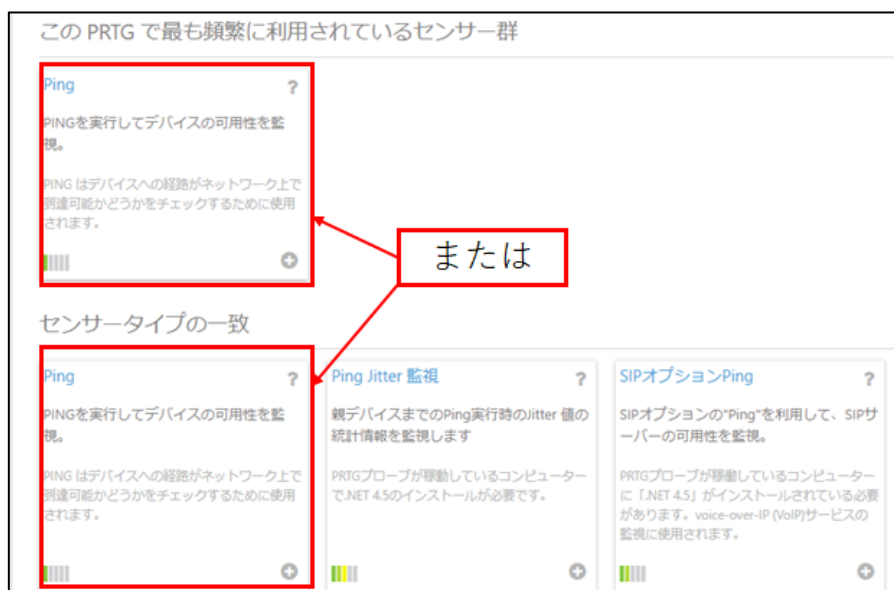 この PRTG で最も頻繁に利用されているセンサー群
Ping ?
PINGを実行してデバイスの可用性を監
視。
PING はデバイスへの経路がネットワーク上で
到達可能かどうかをチェックするために使用
されます。
または
センサータイプの一致
Ping ?
PINGを実行してデバイスの可用性を監
視。
PING はデバイスへの経路がネットワーク上で
到達可能かどうかをチェックするために使用
されます。
Ping Jitter 監視 ?
親デバイスまでのPing実行時のJitter 値の
統計情報を監視します
PRTGプローブが稼動しているコンピューター
で.NET 4.5のインストールが必要です。
SIPオプションPing ?
SIPオプションの"Ping"を利用して、SIPサ
ーバーの可用性を監視。
PRTGプローブが稼働しているコンピューター
に「.NET 4.5」がインストールされている必要
があります。voice-over-IP (VoIP)サービスの
監視に使用されます。